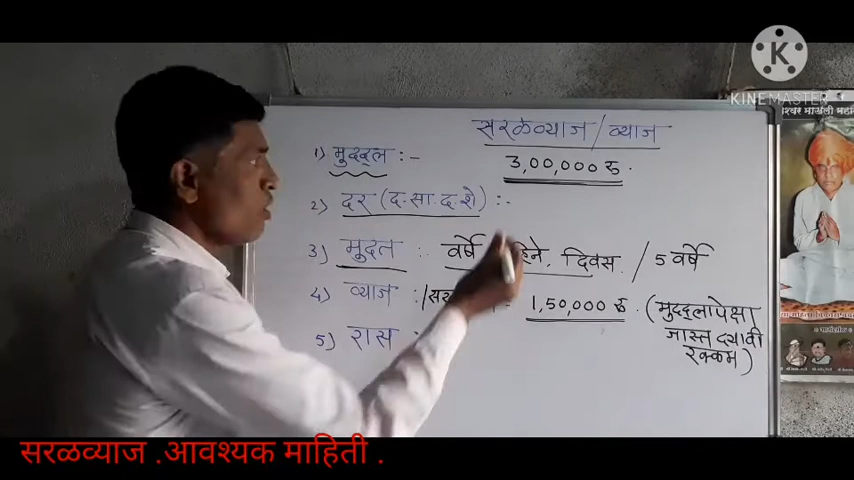 KINEMASTER
सरळव्याज/व्याज
1) मुद्दल :- 3,00,000 रु.
2) दर (द.सा.द.शे) :-
3) मुदत : वर्षे दिवस. / 5 वर्षे
4) व्याज : 1,50,000 रु. (मुद्दलापेक्षा
जास्त द्यावी
रक्कम)
5) रास :
सरळव्याज .आवश्यक माहिती .